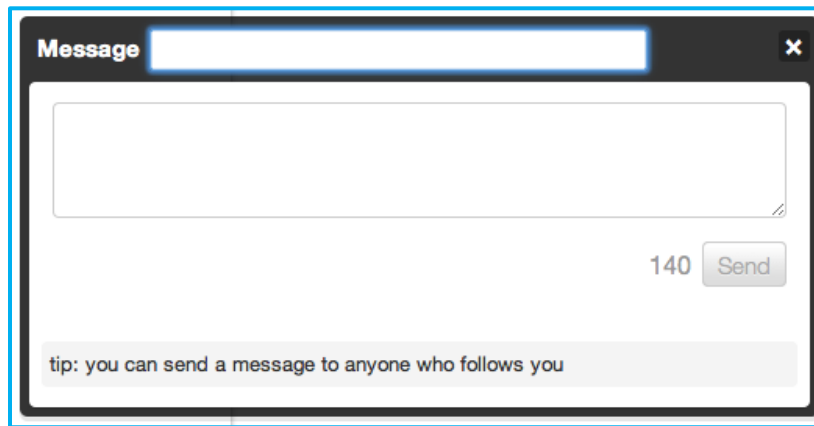 Message
140 Send
tip: you can send a message to anyone who follows you